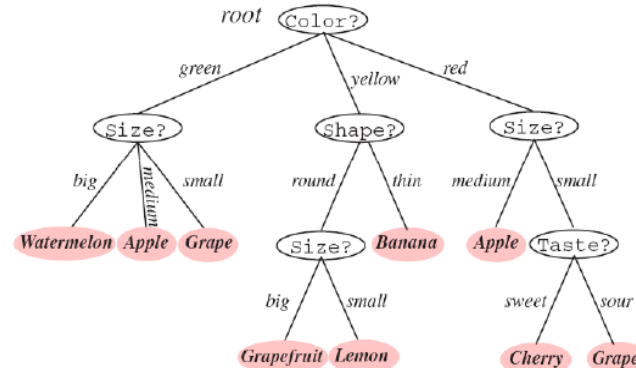 root Color?
green yellow red
Size? Shape? Size?
big medium small round thin medium small
Watermelon Apple Grape Size? Banana Apple Taste?
big small sweet sour
Grapefruit Lemon Cherry Grape